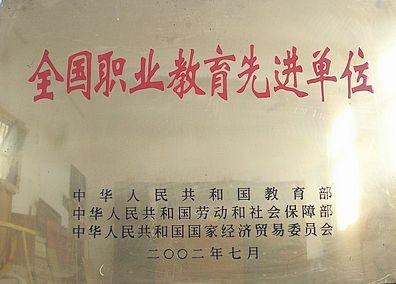 全国职业教育先进单位
中华人民共和国教育部
中华人民共和国劳动和社会保障部
中华人民共和国国家经济贸易委员会
二〇〇二年七月